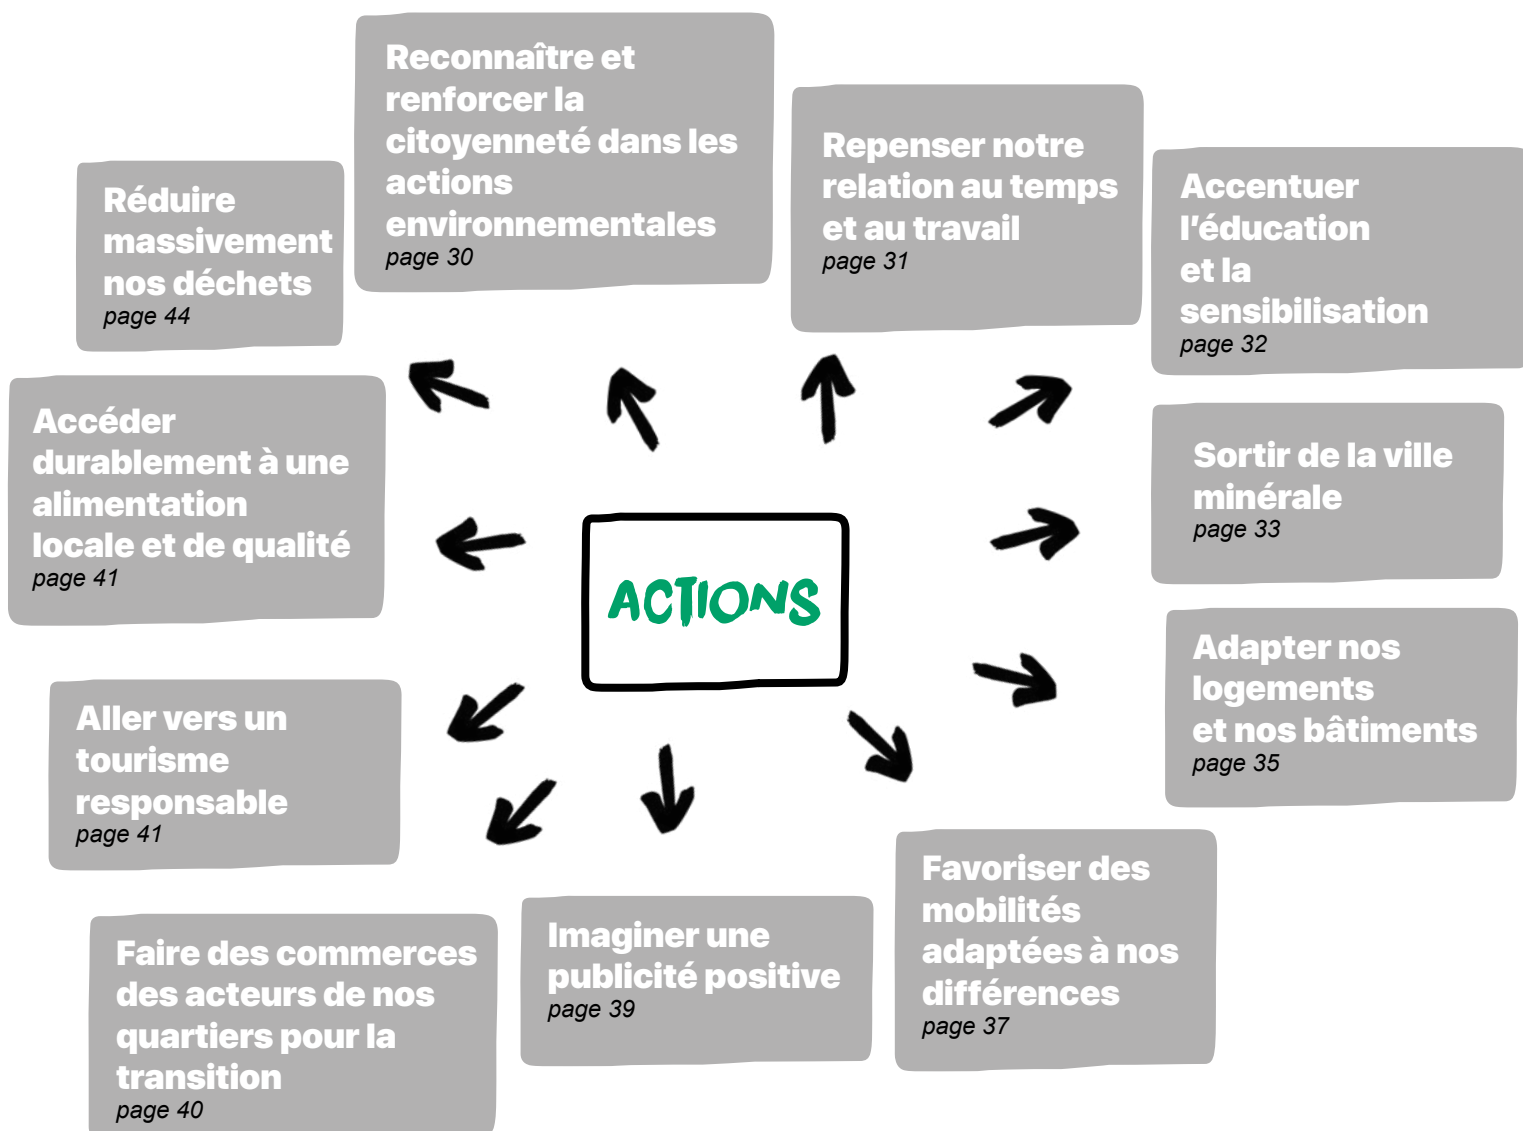 Reconnaître et
renforcer la
citoyenneté dans les
actions
environnementales
page 30
Repenser notre
relation au temps
et au travail
page 31
Accentuer
l'éducation
et la
sensibilisation
page 32
Réduire
massivement
nos déchets
page 44
Accéder
durablement à une
alimentation
locale et de qualité
page 41
Sortir de la ville
minérale
page 33
ACTIONS
Adapter nos
logements
et nos bâtiments
page 35
Aller vers un
tourisme
responsable
page 41
Favoriser des
mobilités
adaptées à nos
différences
page 37
Imaginer une
publicité positive
page 39
Faire des commerces
des acteurs de nos
quartiers pour la
transition
page 40